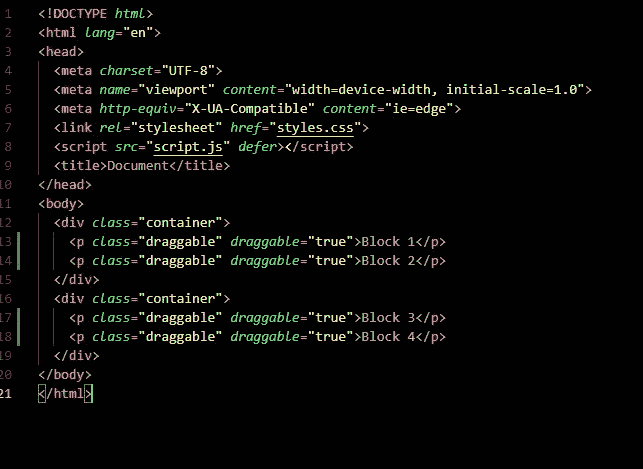 1 <!DOCTYPE html>
2 <html lang="en">
3 <head>
4 <meta charset="UTF-8">
5 <meta name="viewport" content="width=device-width, initial-scale=1.0">
6 <meta http-equiv="X-UA-Compatible" content="ie=edge">
7 <link rel="stylesheet" href="styles.css">
8 <script src="script.js" defer></script>
9 <title>Document</title>
10 </head>
11 <body>
12 <div class="container">
13 <p class="draggable" draggable="true">Block 1</p>
14 <p class="draggable" draggable="true">Block 2</p>
15 </div>
16 <div class="container">
17 <p class="draggable" draggable="true">Block 3</p>
18 <p class="draggable" draggable="true">Block 4</p>
19 </div>
20 </body>
21 </html>